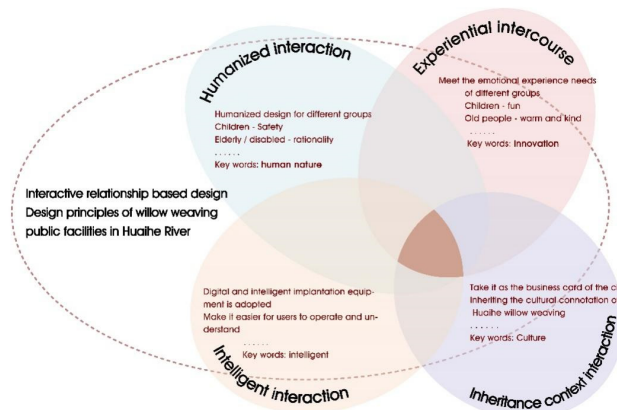 Humanized interaction
Humanized design for different groups
Children - Safety
Elderly / disabled - rationality
......
Key words: human nature
Experiential intercourse
Meet the emotional experience needs
of different groups
Children - fun
Old people - warm and kind
......
Key words: Innovation
Interactive relationship based design
Design principles of willow weaving
public facilities in Huaihe River
Digital and intelligent implantation equip-
ment is adopted
Make it easier for users to operate and un-
derstand
......
Key words: intelligent
Intelligent interaction
Take it as the business card of the
Inheriting the cultural connotation
Huaihe willow weaving
......
Key words: Culture
Inheritance context interaction